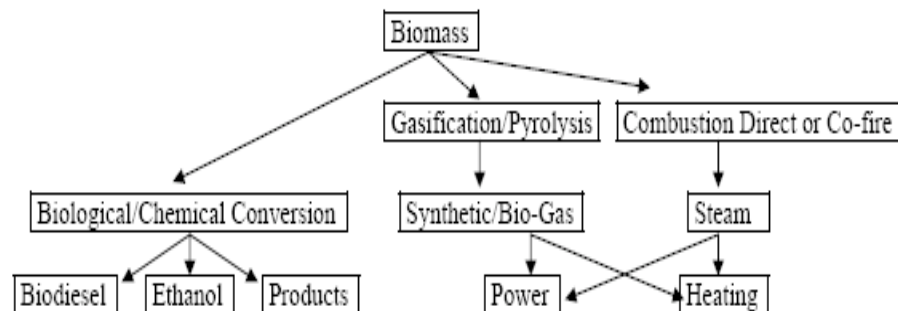 Biomass
Gasification/Pyrolysis
Combustion Direct or Co-fire
Biological/Chemical Conversion
Synthetic/Bio-Gas
Steam
Biodiesel
Ethanol
Products
Power
Heating